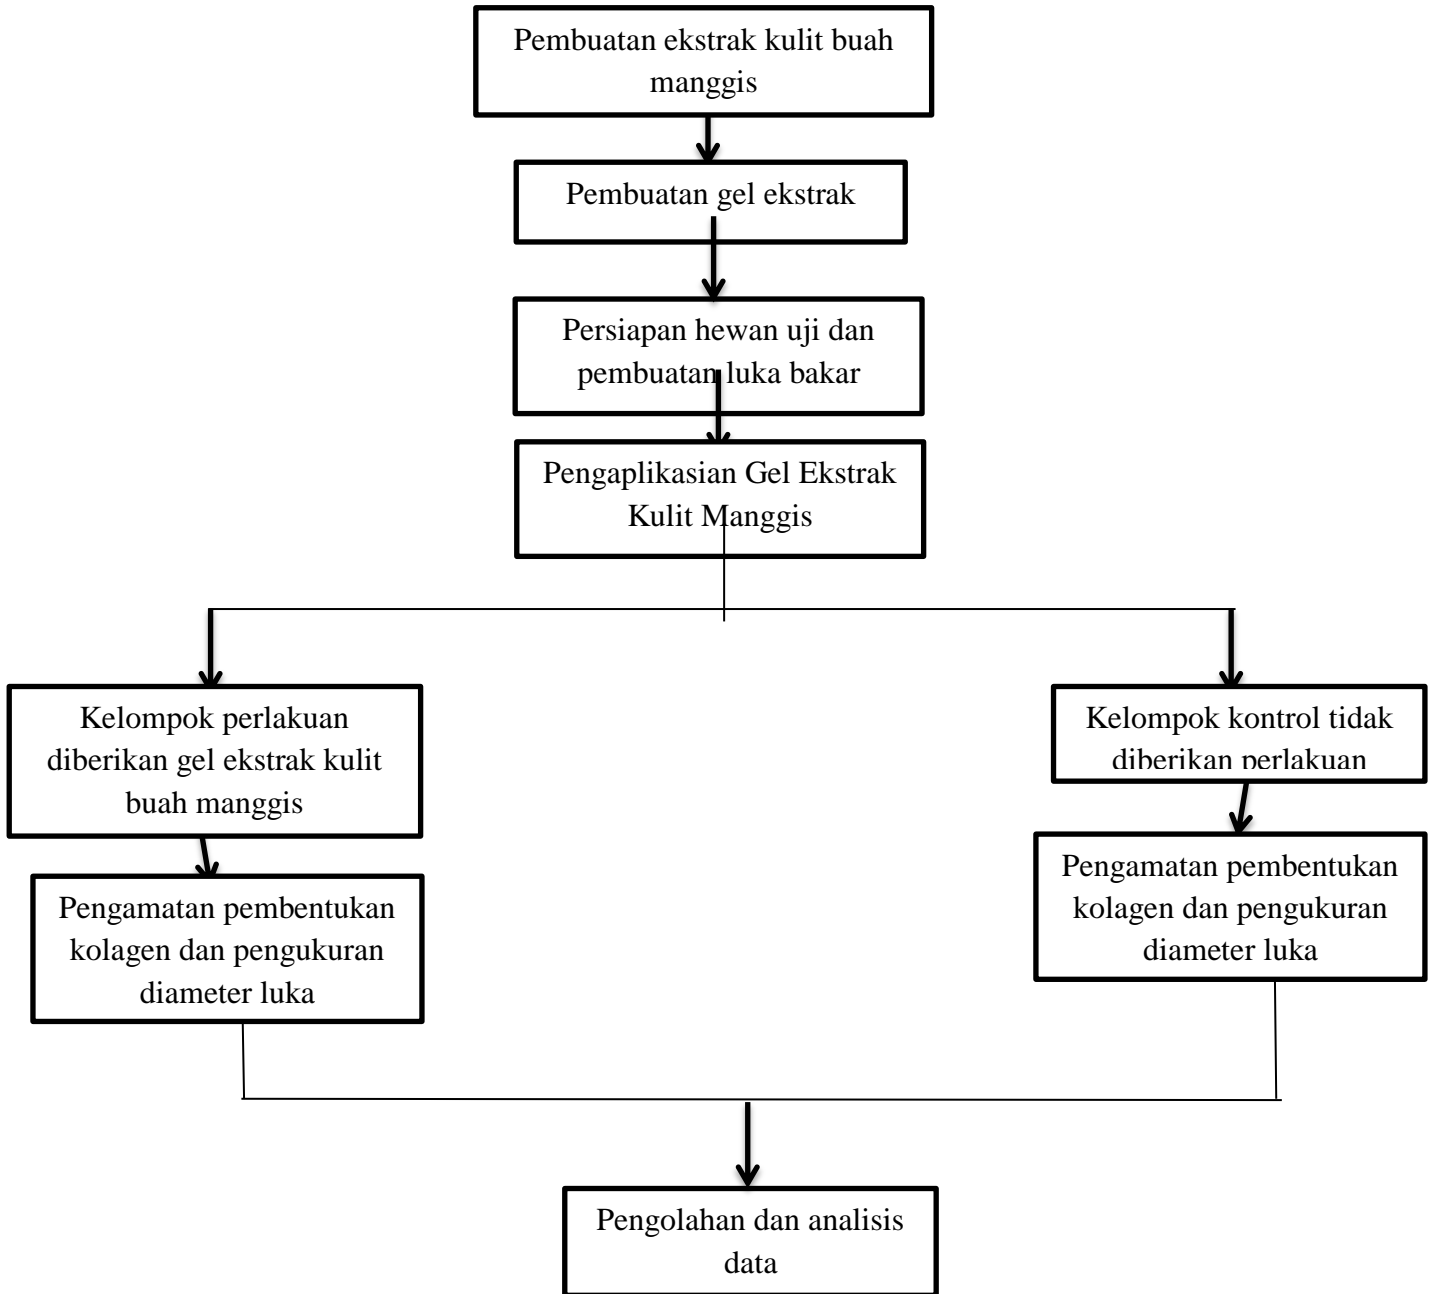 Pembuatan ekstrak kulit buah
manggis
Pembuatan gel ekstrak
Persiapan hewan uji dan
pembuatan luka bakar
Pengaplikasian Gel Ekstrak
Kulit Manggis
Kelompok perlakuan
diberikan gel ekstrak kulit
buah manggis
Kelompok kontrol tidak
diberikan perlakuan
Pengamatan pembentukan
kolagen dan pengukuran
diameter luka
Pengamatan pembentukan
kolagen dan pengukuran
diameter luka
Pengolahan dan analisis
data